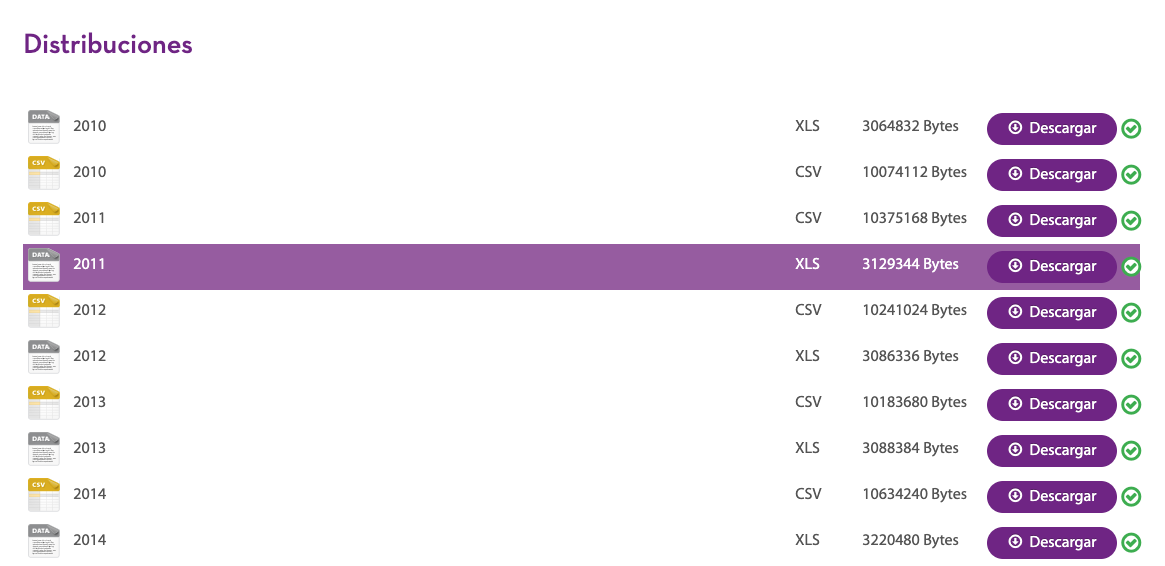 Distribuciones
DATA 2010 XLS 3064832 Bytes Descargar
CSV 2010 CSV 10074112 Bytes Descargar
CSV 2011 CSV 10375168 Bytes Descargar
DATA 2011 XLS 3129344 Bytes Descargar
CSV 2012 CSV 10241024 Bytes Descargar
DATA 2012 XLS 3086336 Bytes Descargar
CSV 2013 CSV 10183680 Bytes Descargar
DATA 2013 XLS 3088384 Bytes Descargar
CSV 2014 CSV 10634240 Bytes Descargar
DATA 2014 XLS 3220480 Bytes Descargar